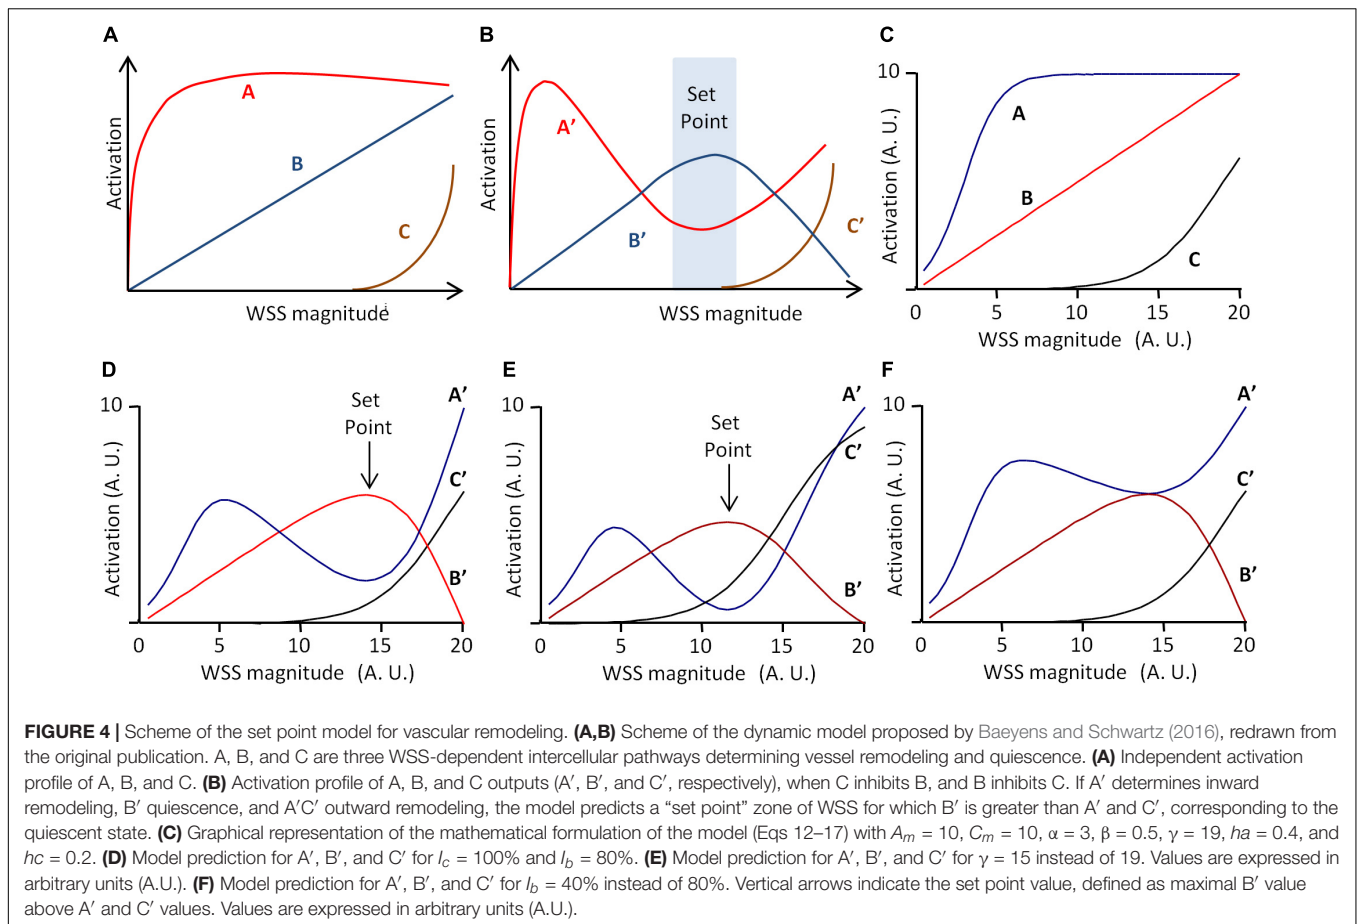 A
Activation
A
B
C
WSS magnitude
B
Activation
A′
B′
C′
Set
Point
WSS magnitude
C
10
Activation (A. U.)
A
B
C
0 5 10 15 20
WSS magnitude (A. U.)
D
10
Activation (A. U.)
Set
Point
A′
C′
B′
0 5 10 15 20
WSS magnitude (A. U.)
E
10
Activation (A. U.)
Set
Point
A′
C′
B′
0 5 10 15 20
WSS magnitude (A. U.)
F
10
Activation (A. U.)
A′
C′
B′
0 5 10 15 20
WSS magnitude (A. U.)
FIGURE 4 | Scheme of the set point model for vascular remodeling. (A,B) Scheme of the dynamic model proposed by Baeyens and Schwartz (2016), redrawn from
the original publication. A, B, and C are three WSS-dependent intercellular pathways determining vessel remodeling and quiescence. (A) Independent activation
profile of A, B, and C. (B) Activation profile of A, B, and C outputs (A′, B′, and C′, respectively), when C inhibits B, and B inhibits C. If A′ determines inward
remodeling, B′ quiescence, and A′C′ outward remodeling, the model predicts a “set point” zone of WSS for which B′ is greater than A′ and C′, corresponding to the
quiescent state. (C) Graphical representation of the mathematical formulation of the model (Eqs 12–17) with Am = 10, Cm = 10, α = 3, β = 0.5, γ = 19, ha = 0.4, and
hc = 0.2. (D) Model prediction for A′, B′, and C′ for Ic = 100% and Ib = 80%. (E) Model prediction for A′, B′, and C′ for γ = 15 instead of 19. Values are expressed in
arbitrary units (A.U.). (F) Model prediction for A′, B′, and C′ for Ib = 40% instead of 80%. Vertical arrows indicate the set point value, defined as maximal B′ value
above A′ and C′ values. Values are expressed in arbitrary units (A.U.).